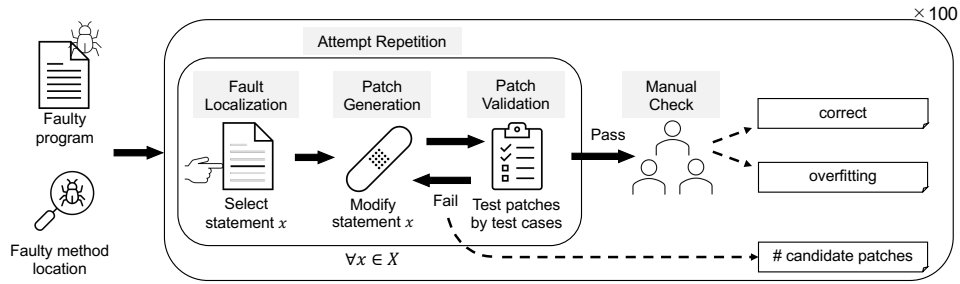 ×100
Attempt Repetition
Faulty
program
Faulty method
location
Fault
Localization
Select
statement x
Patch
Generation
Modify
statement x
Patch
Validation
Test patches
by test cases
Fail
∀x ∈ X
Pass
Manual
Check
correct
overfitting
# candidate patches